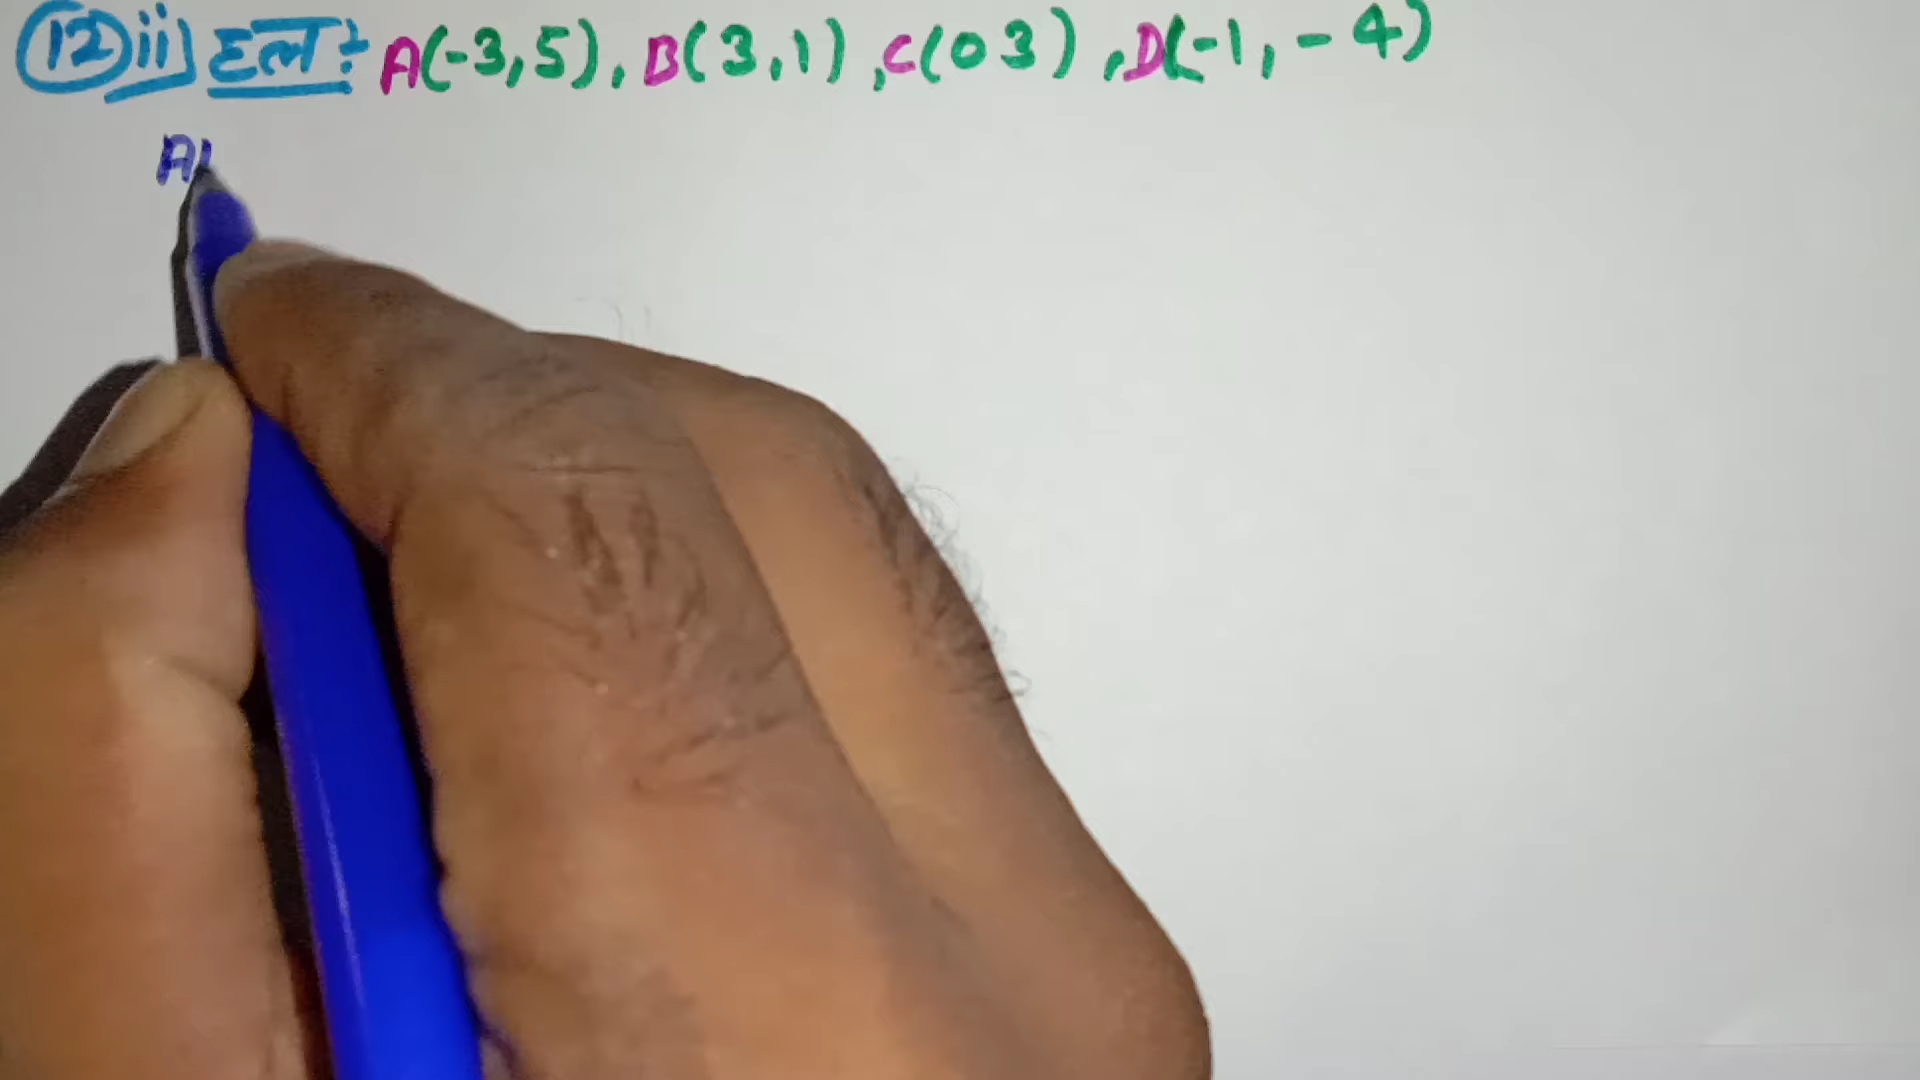 12) ii) हल:- A(-3,5), B(3,1), C(0 3), D(-1, -4)
A